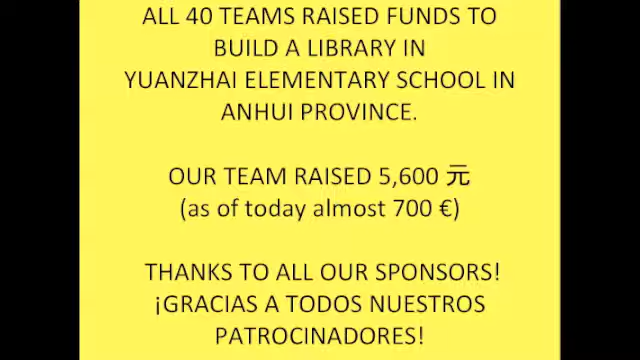 ALL 40 TEAMS RAISED FUNDS TO
BUILD A LIBRARY IN
YUANZHAI ELEMENTARY SCHOOL IN
ANHUI PROVINCE.
OUR TEAM RAISED 5,600 元
(as of today almost 700 €)
THANKS TO ALL OUR SPONSORS!
¡GRACIAS A TODOS NUESTROS
PATROCINADORES!